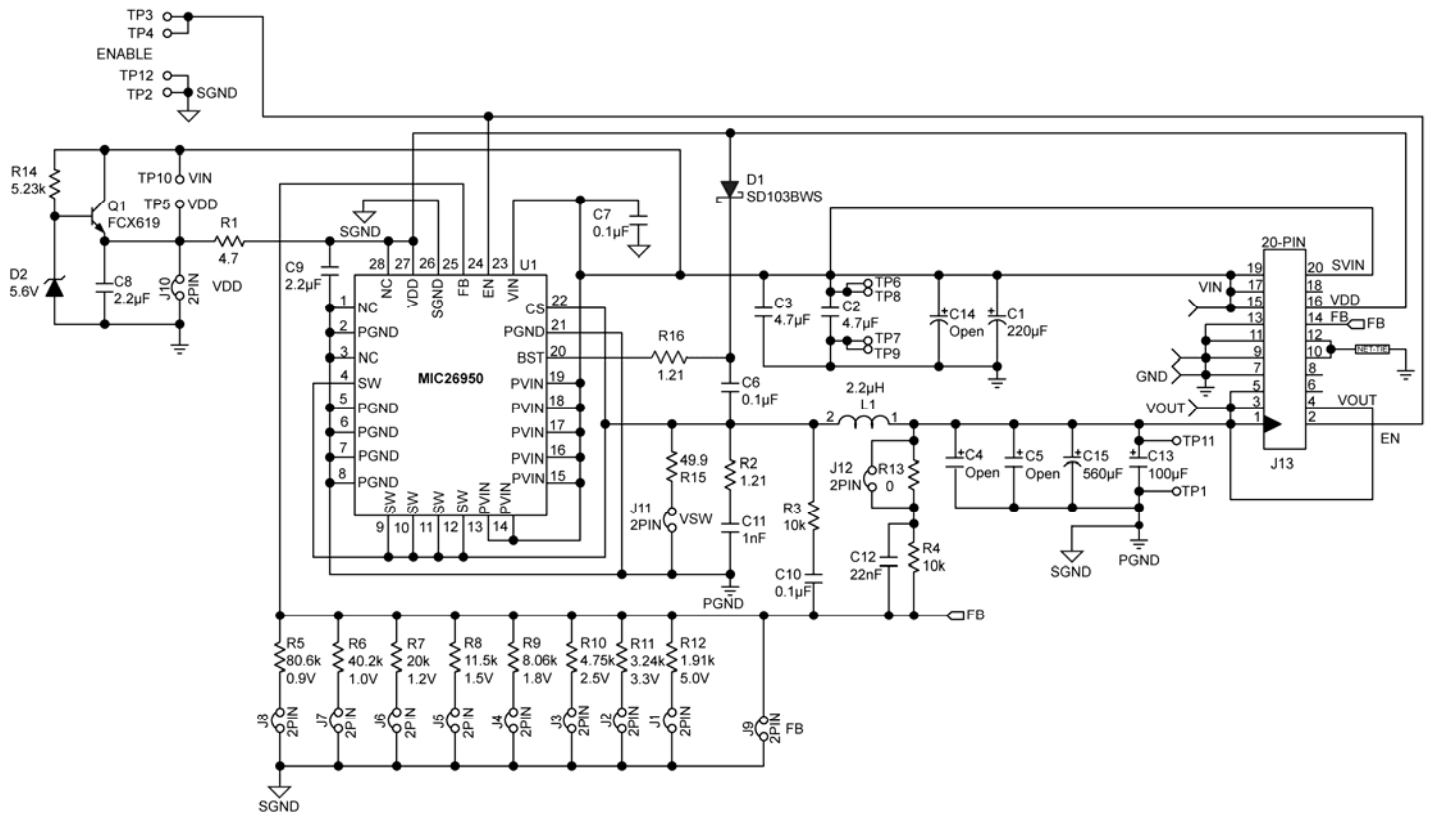 TP3
TP4
ENABLE
TP12
TP2
SGND
R14
5.23k
Q1
FCX619
TP10
VIN
TP5
VDD
R1
4.7
D2
5.6V
C8
2.2µF
J10
2PIN
VDD
C9
2.2µF
SGND
28
27
26
25
24
23
U1
NC
VDD
SGND
FB
EN
VIN
1
NC
2
PGND
3
NC
4
SW
5
PGND
6
PGND
7
PGND
8
PGND
MIC26950
CS
22
PGND
21
BST
20
PVIN
19
PVIN
18
PVIN
17
PVIN
16
PVIN
15
SW
SW
SW
SW
PVIN
PVIN
9
10
11
12
13
14
C7
0.1µF
D1
SD103BWS
R16
1.21
C6
0.1µF
C3
4.7µF
C2
4.7µF
TP6
TP8
TP7
TP9
+
C14
Open
+
C1
220µF
2.2µH
2
L1
1
49.9
R15
J11
2PIN
VSW
R2
1.21
C11
1nF
PGND
R3
10k
C10
0.1µF
J12
2PIN
R13
0
C12
22nF
R4
10k
+
C4
Open
+
C5
Open
+
C15
560µF
+
C13
100µF
TP11
TP1
SGND
PGND
20-PIN
19
20
SVIN
VIN
17
18
15
16
VDD
13
14
FB
FB
11
12
9
10
NET-TIE
GND
7
8
5
6
VOUT
3
4
VOUT
1
2
EN
J13
FB
R5
80.6k
0.9V
R6
40.2k
1.0V
R7
20k
1.2V
R8
11.5k
1.5V
R9
8.06k
1.8V
R10
4.75k
2.5V
R11
3.24k
3.3V
R12
1.91k
5.0V
J8
2PIN
J7
2PIN
J6
2PIN
J5
2PIN
J4
2PIN
J3
2PIN
J2
2PIN
J1
2PIN
J9
2PIN
FB
SGND